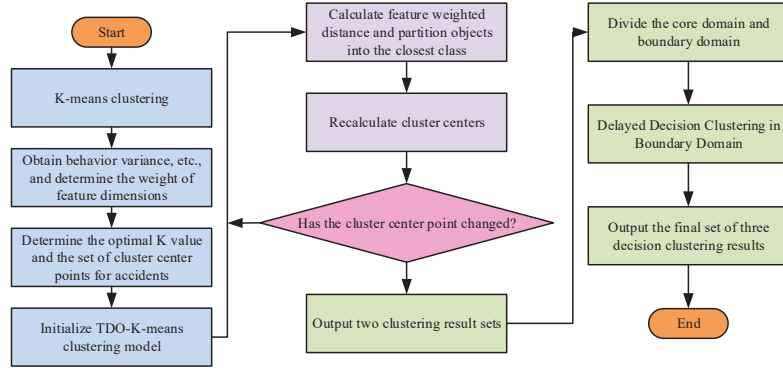 Start
K-means clustering
Obtain behavior variance, etc.,
and determine the weight of
feature dimensions
Determine the optimal K value
and the set of cluster center
points for accidents
Initialize TDO-K-means
clustering model
Calculate feature weighted
distance and partition objects
into the closest class
Recalculate cluster centers
Has the cluster center point changed?
Output two clustering result sets
Divide the core domain and
boundary domain
Delayed Decision Clustering in
Boundary Domain
Output the final set of three
decision clustering results
End